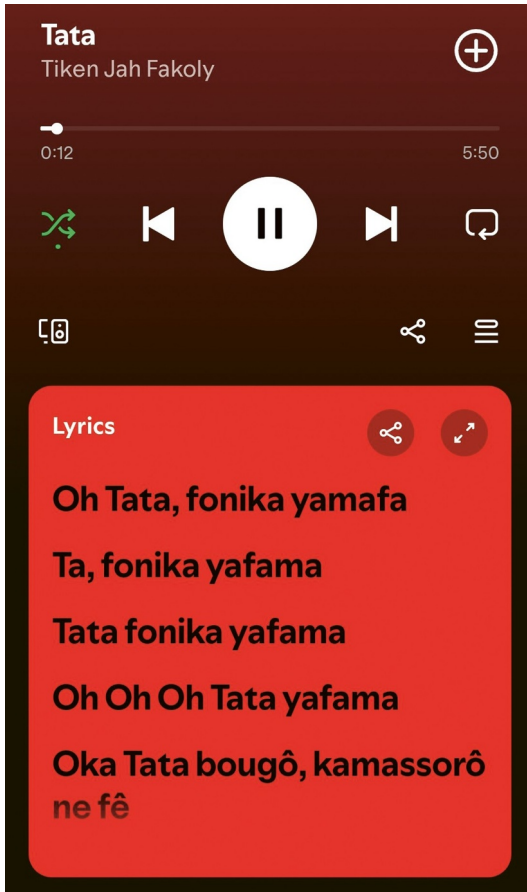 Tata
Tiken Jah Fakoly
0:12
5:50
Lyrics
Oh Tata, fonika yamafa
Ta, fonika yafama
Tata fonika yafama
Oh Oh Oh Tata yafama
Oka Tata bougô, kamassorô
ne fê